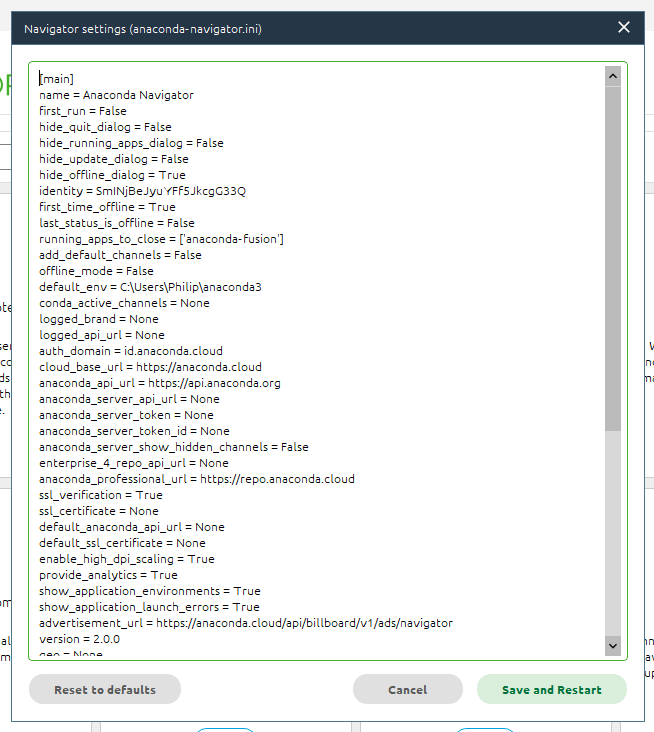 Navigator settings (anaconda-navigator.ini)
[main]
name = Anaconda Navigator
first_run = False
hide_quit_dialog = False
hide_running_apps_dialog = False
hide_update_dialog = False
hide_offline_dialog = True
identity = SmINjBeJyuYFf5JkcgG33Q
first_time_offline = True
last_status_is_offline = False
running_apps_to_close = ['anaconda-fusion']
add_default_channels = False
offline_mode = False
default_env = C:\Users\Philip\anaconda3
conda_active_channels = None
logged_brand = None
logged_api_url = None
auth_domain = id.anaconda.cloud
cloud_base_url = https://anaconda.cloud
anaconda_api_url = https://api.anaconda.org
anaconda_server_api_url = None
anaconda_server_token = None
anaconda_server_token_id = None
anaconda_server_show_hidden_channels = False
enterprise_4_repo_api_url = None
anaconda_professional_url = https://repo.anaconda.cloud
ssl_verification = True
ssl_certificate = None
default_anaconda_api_url = None
default_ssl_certificate = None
enable_high_dpi_scaling = True
provide_analytics = True
show_application_environments = True
show_application_launch_errors = True
advertisement_url = https://anaconda.cloud/api/billboard/v1/ads/navigator
version = 2.0.0
geo = None
Reset to defaults
Cancel
Save and Restart